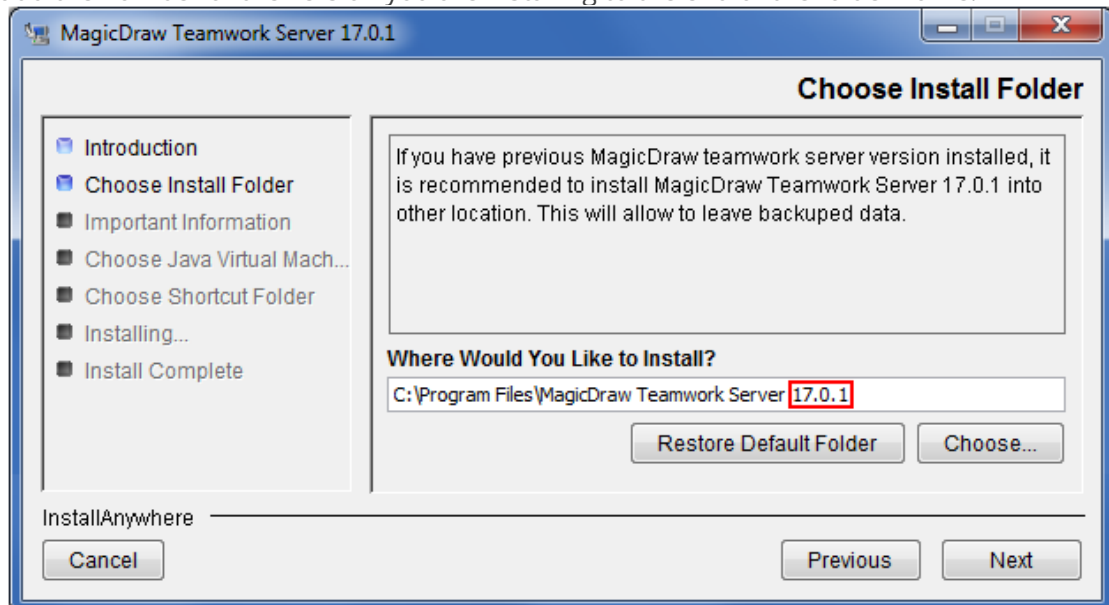 MagicDraw Teamwork Server 17.0.1
Choose Install Folder
Introduction
Choose Install Folder
Important Information
Choose Java Virtual Mach...
Choose Shortcut Folder
Installing...
Install Complete
If you have previous MagicDraw teamwork server version installed, it
is recommended to install MagicDraw Teamwork Server 17.0.1 into
other location. This will allow to leave backuped data.
Where Would You Like to Install?
C:\Program Files\MagicDraw Teamwork Server 17.0.1
Restore Default Folder
Choose...
InstallAnywhere
Cancel
Previous
Next